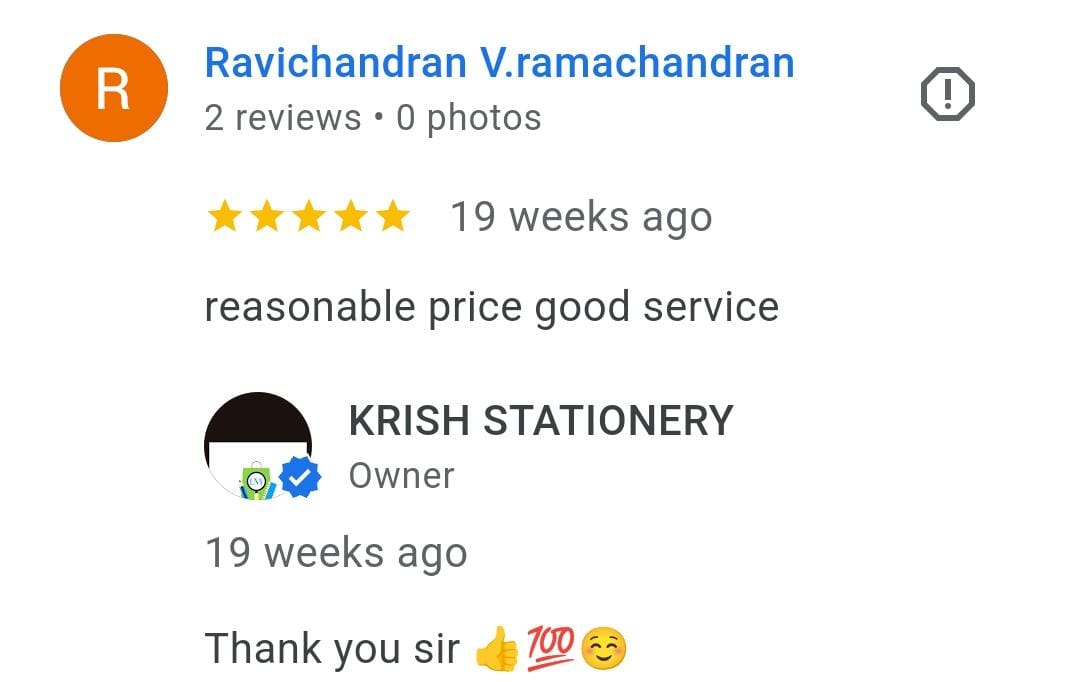 R
Ravichandran V.ramachandran
2 reviews • 0 photos
19 weeks ago
reasonable price good service
KRISH STATIONERY
Owner
19 weeks ago
Thank you sir 👍💯☺️